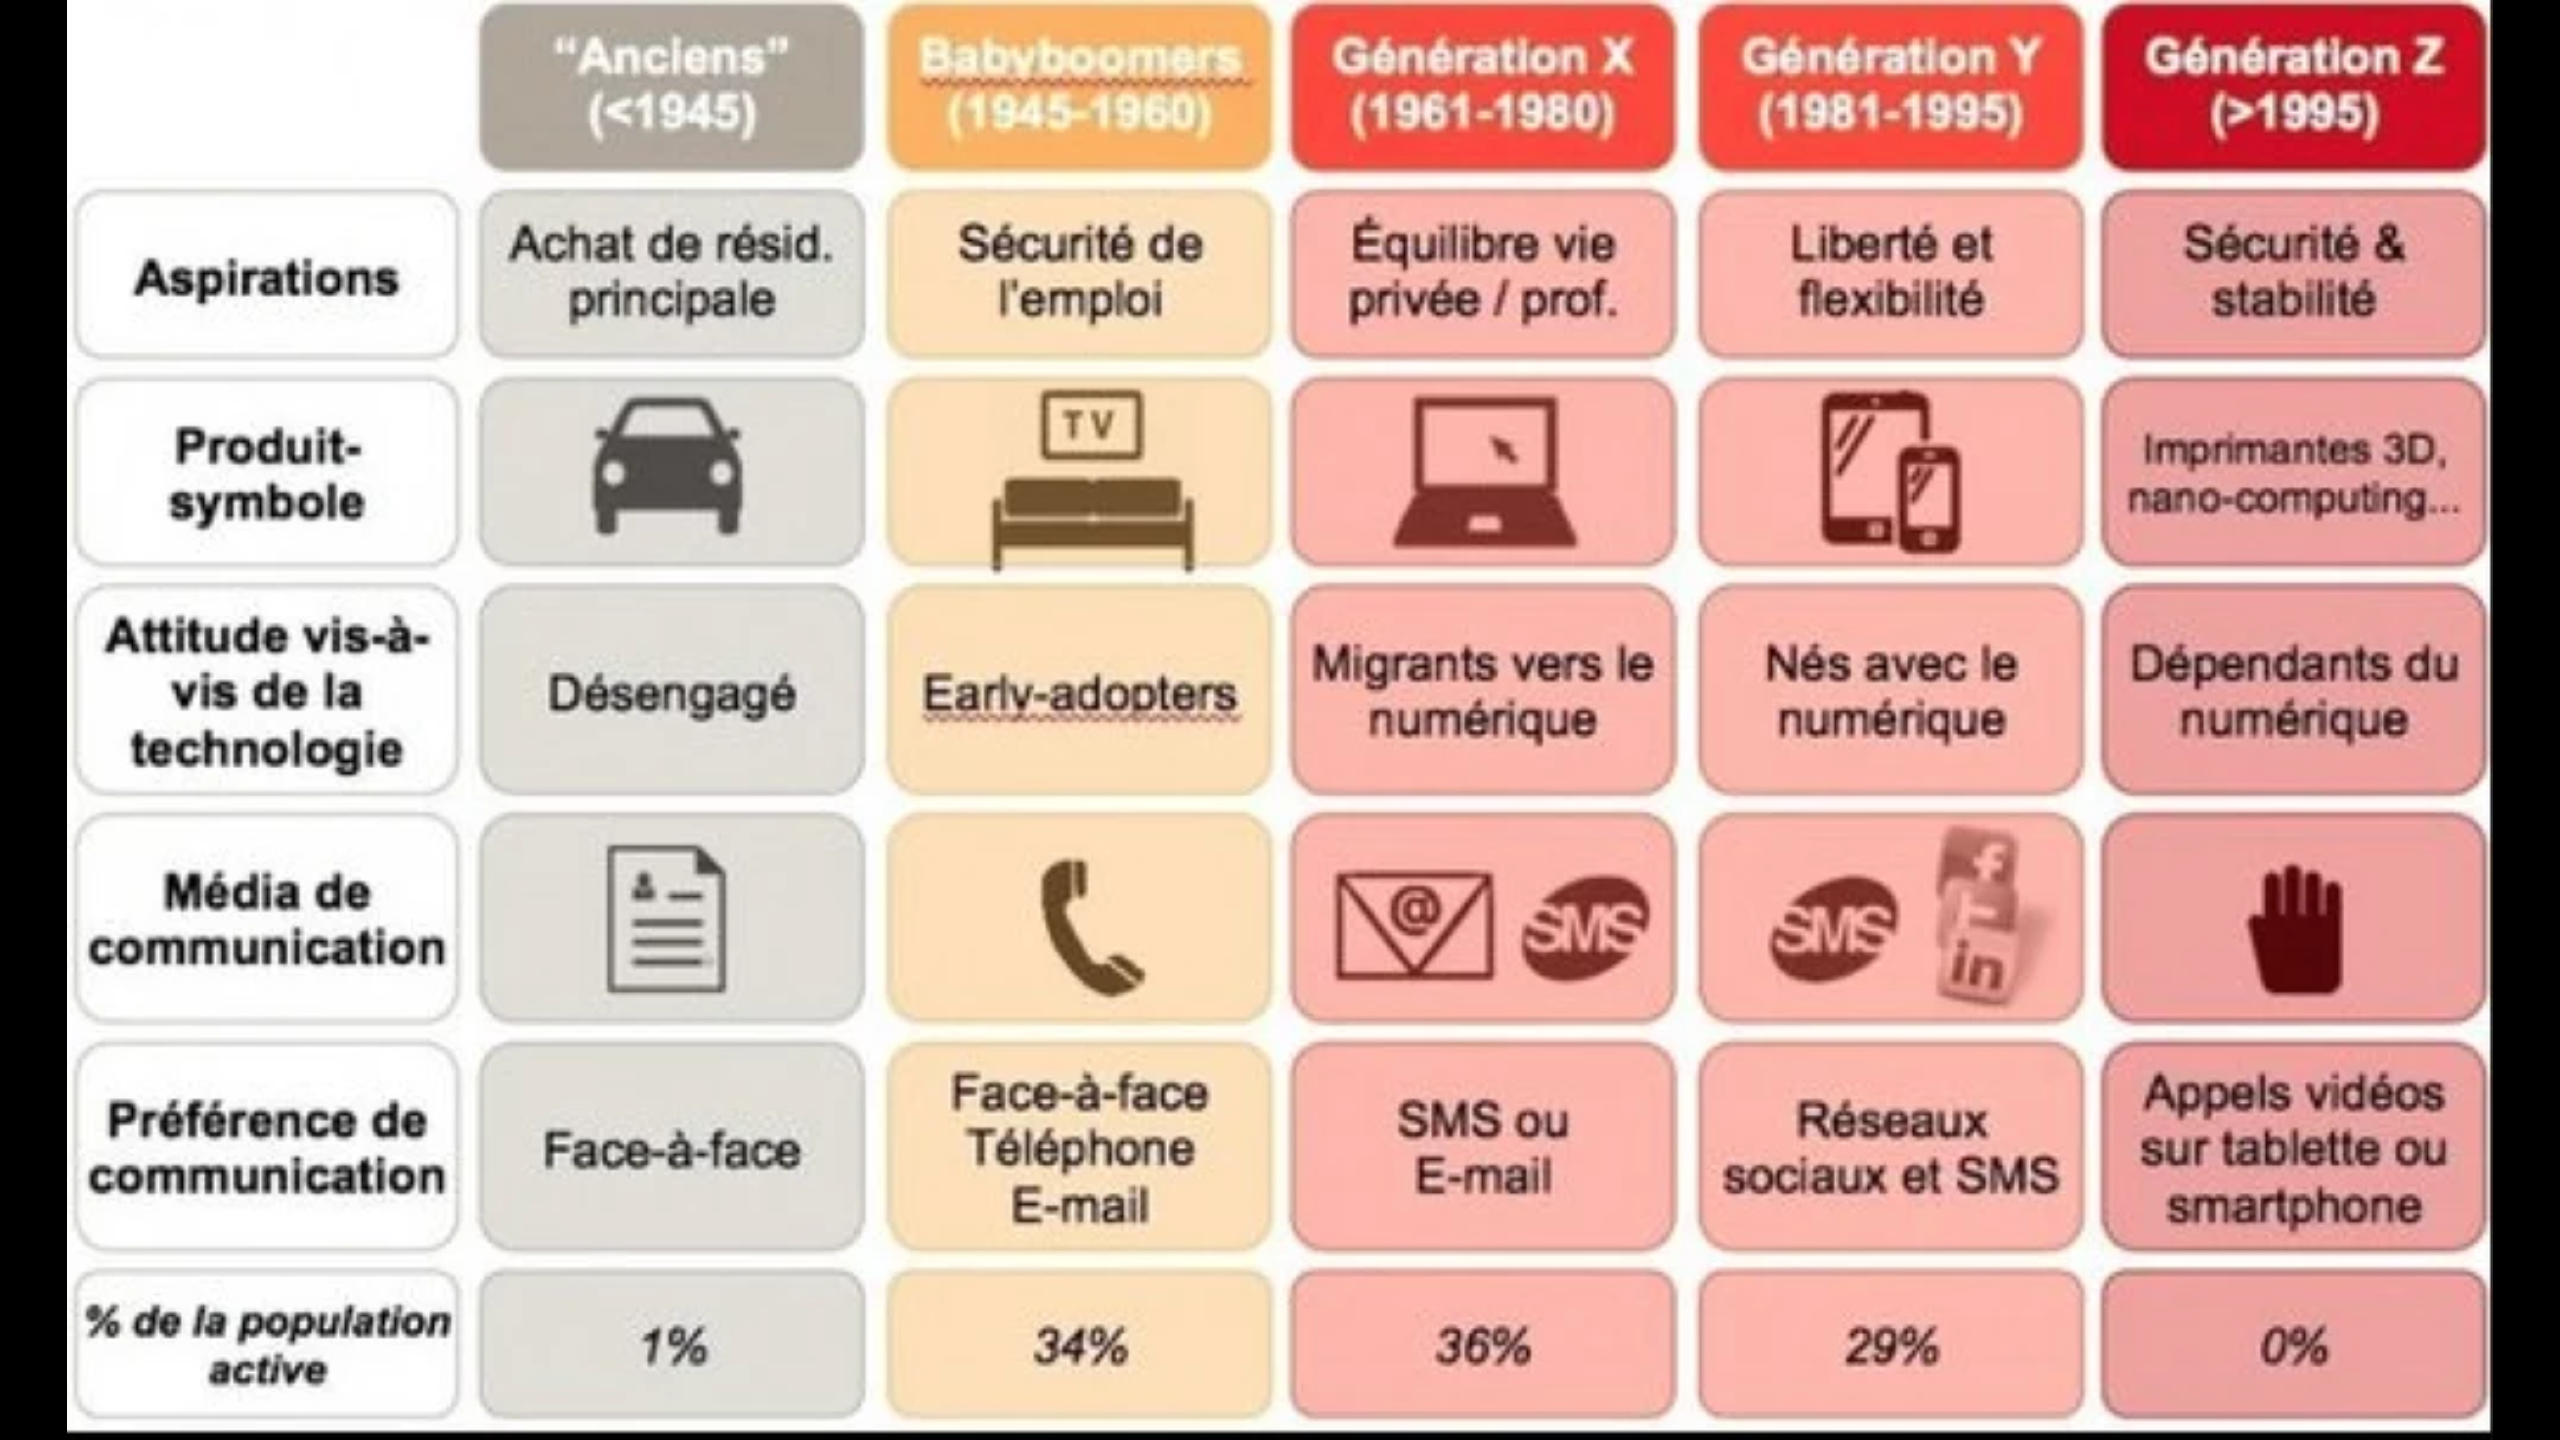 “Anciens”
(<1945)
Babyboomers
(1945-1960)
Génération X
(1961-1980)
Génération Y
(1981-1995)
Génération Z
(>1995)
Aspirations
Achat de résid.
principale
Sécurité de
l'emploi
Équilibre vie
privée / prof.
Liberté et
flexibilité
Sécurité &
stabilité
Produit-
symbole
TV
Imprimantes 3D,
nano-computing...
Attitude vis-à-
vis de la
technologie
Désengagé
Early-adopters
Migrants vers le
numérique
Nés avec le
numérique
Dépendants du
numérique
Média de
communication
@
SMS
SMS
f
in
Préférence de
communication
Face-à-face
Face-à-face
Téléphone
E-mail
SMS ou
E-mail
Réseaux
sociaux et SMS
Appels vidéos
sur tablette ou
smartphone
% de la population
active
1%
34%
36%
29%
0%